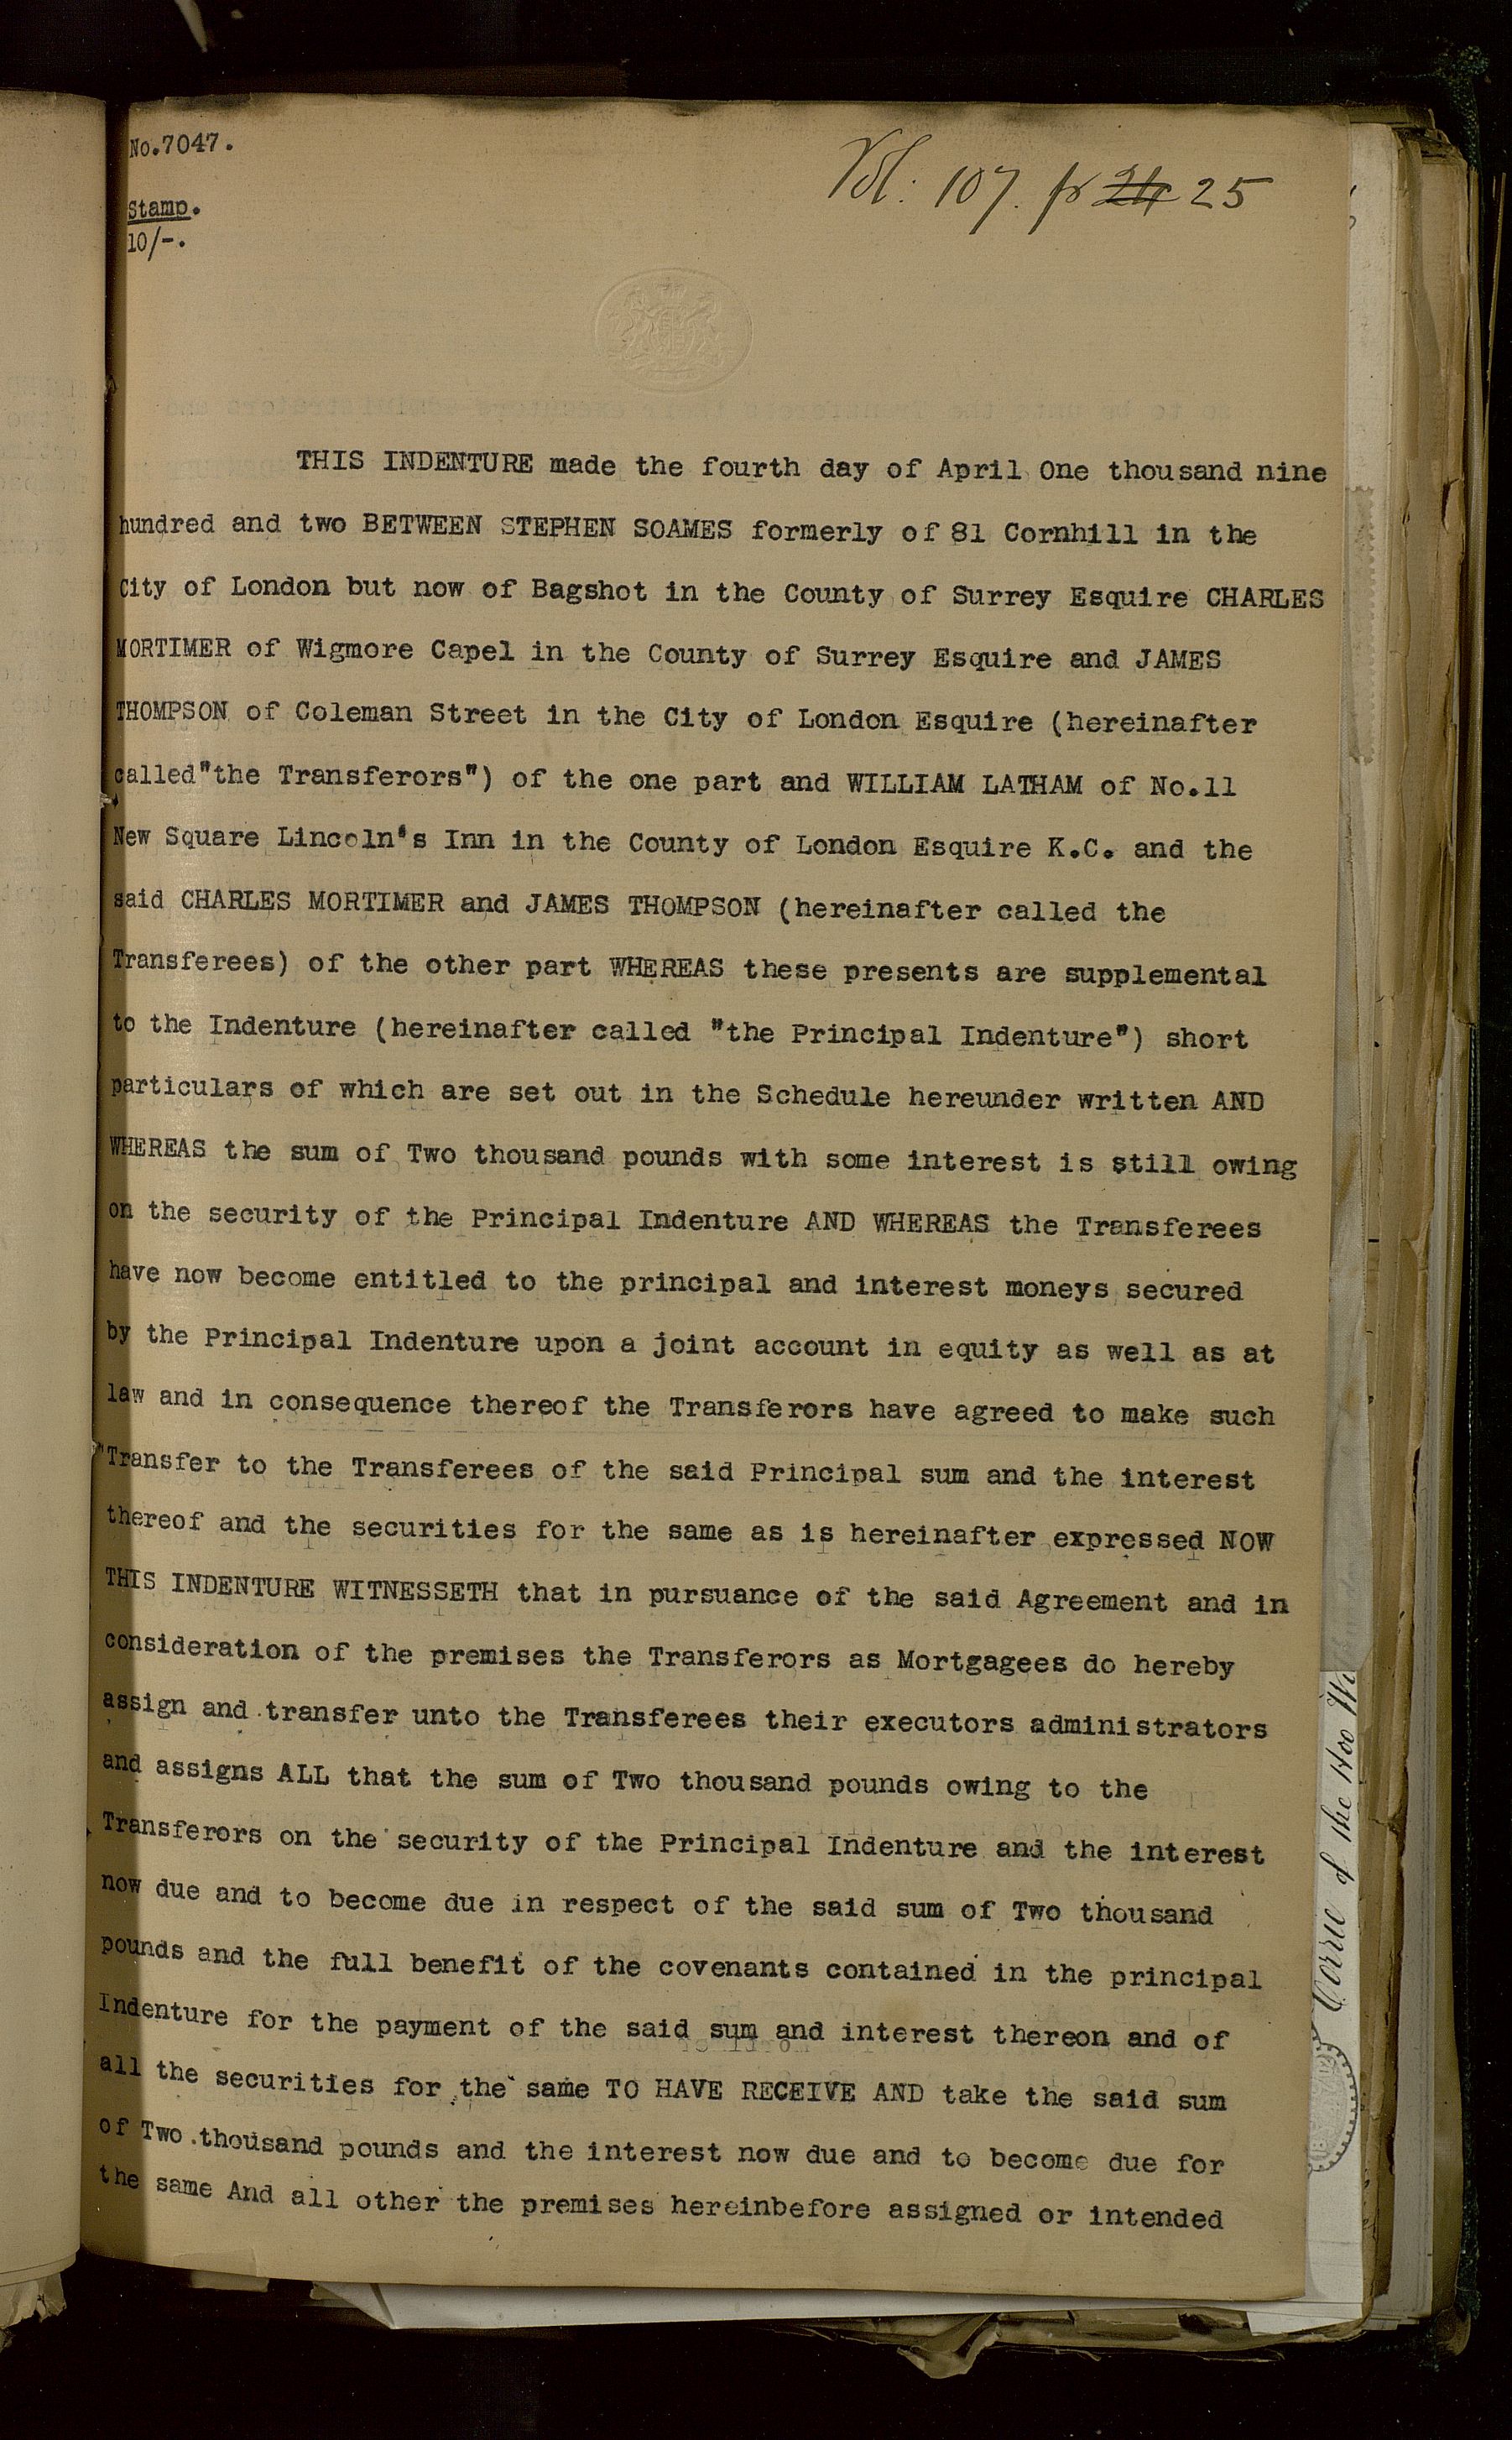 No.7047.
Vol. 107. fo 24 25
Stamp.
10/-.
THIS INDENTURE made the fourth day of April One thousand nine
hundred and two BETWEEN STEPHEN SOAMES formerly of 81 Cornhill in the
City of London but now of Bagshot in the County of Surrey Esquire CHARLES
MORTIMER of Wigmore Capel in the County of Surrey Esquire and JAMES
THOMPSON of Coleman Street in the City of London Esquire (hereinafter
called"the Transferors") of the one part and WILLIAM LATHAM of No.11
New Square Lincoln's Inn in the County of London Esquire K.C. and the
said CHARLES MORTIMER and JAMES THOMPSON (hereinafter called the
Transferees) of the other part WHEREAS these presents are supplemental
to the Indenture (hereinafter called "the Principal Indenture") short
particulars of which are set out in the Schedule hereunder written AND
WHEREAS the sum of Two thousand pounds with some interest is still owing
on the security of the Principal Indenture AND WHEREAS the Transferees
have now become entitled to the principal and interest moneys secured
by the Principal Indenture upon a joint account in equity as well as at
law and in consequence thereof the Transferors have agreed to make such
Transfer to the Transferees of the said Principal sum and the interest
thereof and the securities for the same as is hereinafter expressed NOW
THIS INDENTURE WITNESSETH that in pursuance of the said Agreement and in
consideration of the premises the Transferors as Mortgagees do hereby
assign and transfer unto the Transferees their executors administrators
and assigns ALL that the sum of Two thousand pounds owing to the
Transferors on the security of the Principal Indenture and the interest
now due and to become due in respect of the said sum of Two thousand
pounds and the full benefit of the covenants contained in the principal
Indenture for the payment of the said sum and interest thereon and of
all the securities for the same TO HAVE RECEIVE AND take the said sum
of Two thousand pounds and the interest now due and to become due for
the same And all other the premises hereinbefore assigned or intended
Corrie of the Hoo